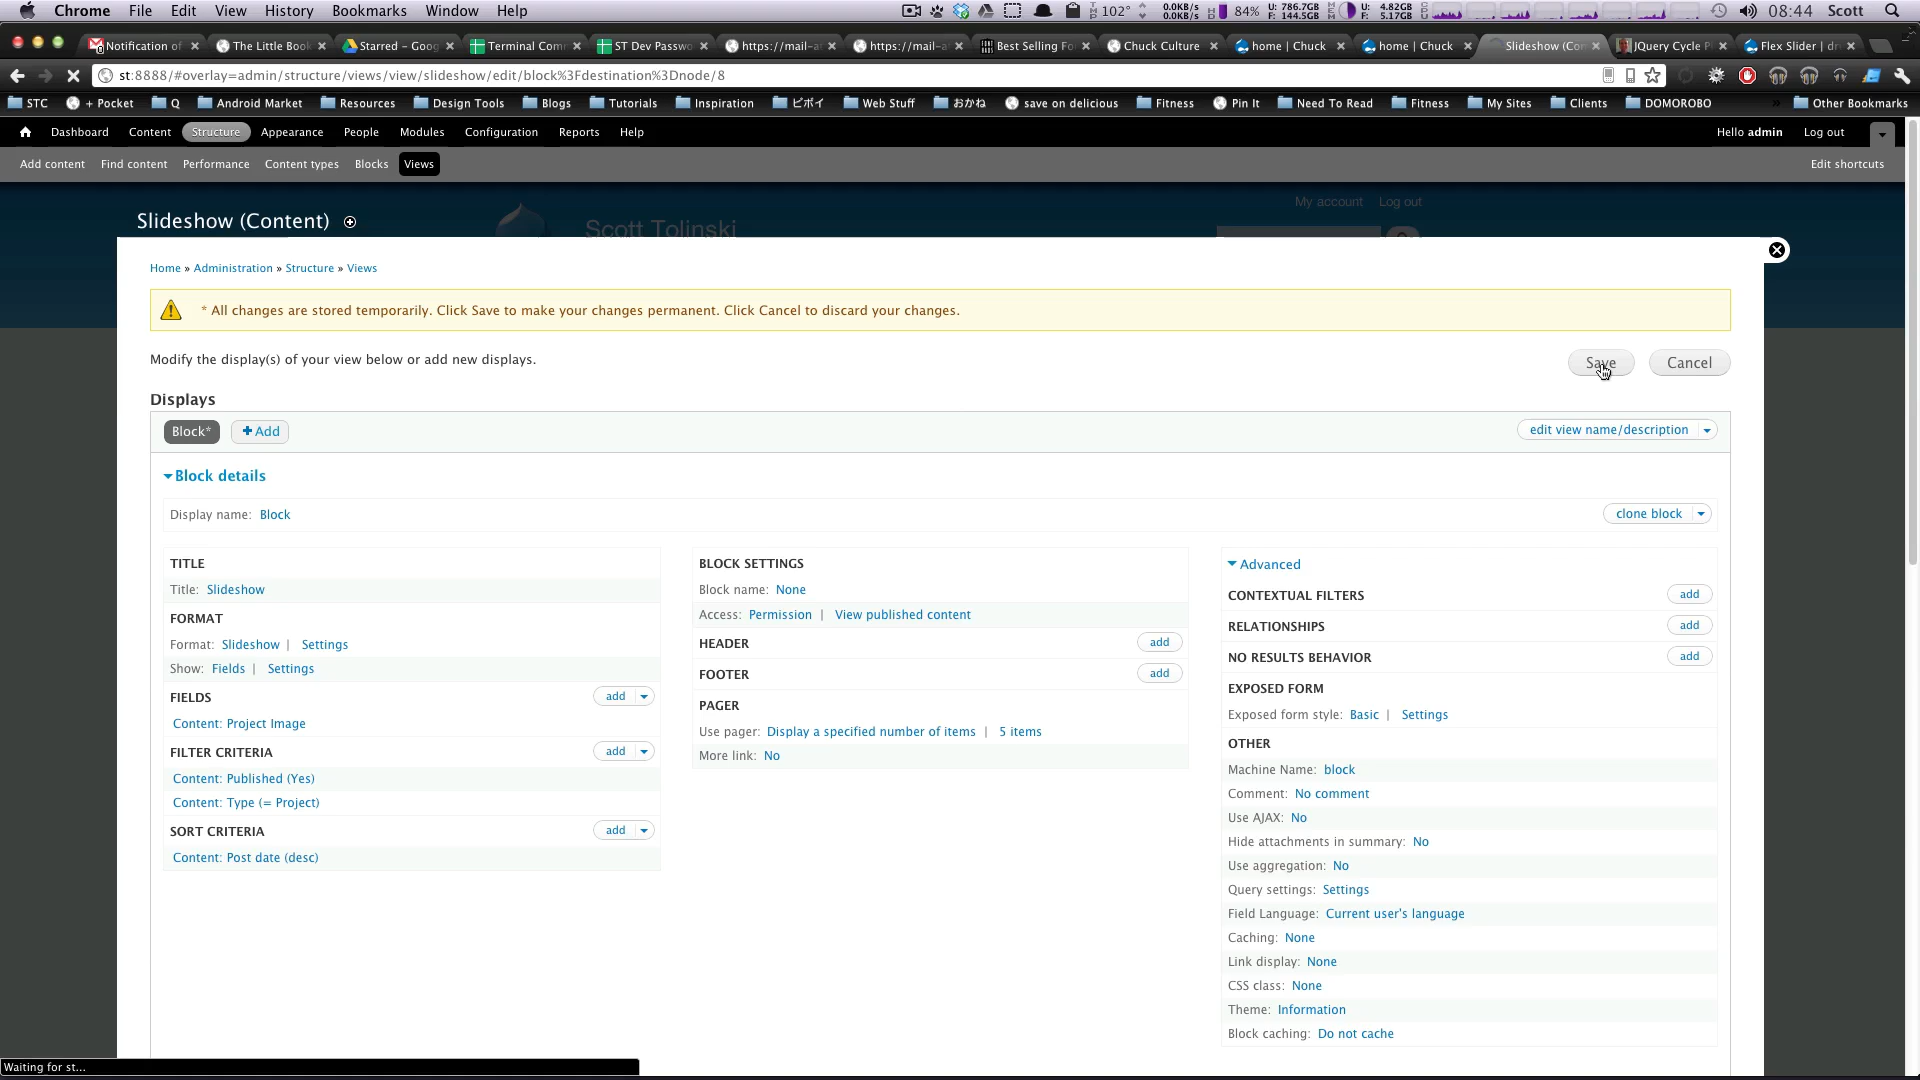 Chrome File Edit View History Bookmarks Window Help 102° 0.0KB/s 0.0KB/s 84% U: 786.7GB F: 144.5GB U: 4.82GB F: 5.17GB 08:44 Scott
Notification of The Little Book Starred - Goog Terminal Com ST Dev Passwo https://mail-a https://mail-a Best Selling Fo Chuck Culture home | Chuck home | Chuck Slideshow (Con JQuery Cycle P Flex Slider | dr
st:8888/#overlay=admin/structure/views/view/slideshow/edit/block%3Fdestination%3Dnode/8
STC + Pocket Q Android Market Resources Design Tools Blogs Tutorials Inspiration ビボイ Web Stuff おかね save on delicious Fitness Pin It Need To Read Fitness My Sites Clients DOMOROBO » Other Bookmarks
Dashboard Content Structure Appearance People Modules Configuration Reports Help Hello admin Log out
Add content Find content Performance Content types Blocks Views Edit shortcuts
My account Log out
Slideshow (Content) Scott Tolinski
Home » Administration » Structure » Views
* All changes are stored temporarily. Click Save to make your changes permanent. Click Cancel to discard your changes.
Modify the display(s) of your view below or add new displays. Save Cancel
Displays
Block* + Add edit view name/description
Block details
Display name: Block clone block
TITLE
Title: Slideshow
FORMAT
Format: Slideshow | Settings
Show: Fields | Settings
FIELDS add
Content: Project Image
FILTER CRITERIA add
Content: Published (Yes)
Content: Type (= Project)
SORT CRITERIA add
Content: Post date (desc)
BLOCK SETTINGS
Block name: None
Access: Permission | View published content
HEADER add
FOOTER add
PAGER
Use pager: Display a specified number of items | 5 items
More link: No
Advanced
CONTEXTUAL FILTERS add
RELATIONSHIPS add
NO RESULTS BEHAVIOR add
EXPOSED FORM
Exposed form style: Basic | Settings
OTHER
Machine Name: block
Comment: No comment
Use AJAX: No
Hide attachments in summary: No
Use aggregation: No
Query settings: Settings
Field Language: Current user's language
Caching: None
Link display: None
CSS class: None
Theme: Information
Block caching: Do not cache
Waiting for st...